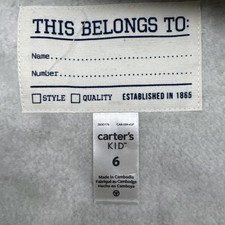 THIS BELONGS TO:
Name
Number
STYLE QUALITY ESTABLISHED IN 1865
carter's
KID™
6
Made in Cambodia
Fabriqué au Cambodge
Hecho en Camboya